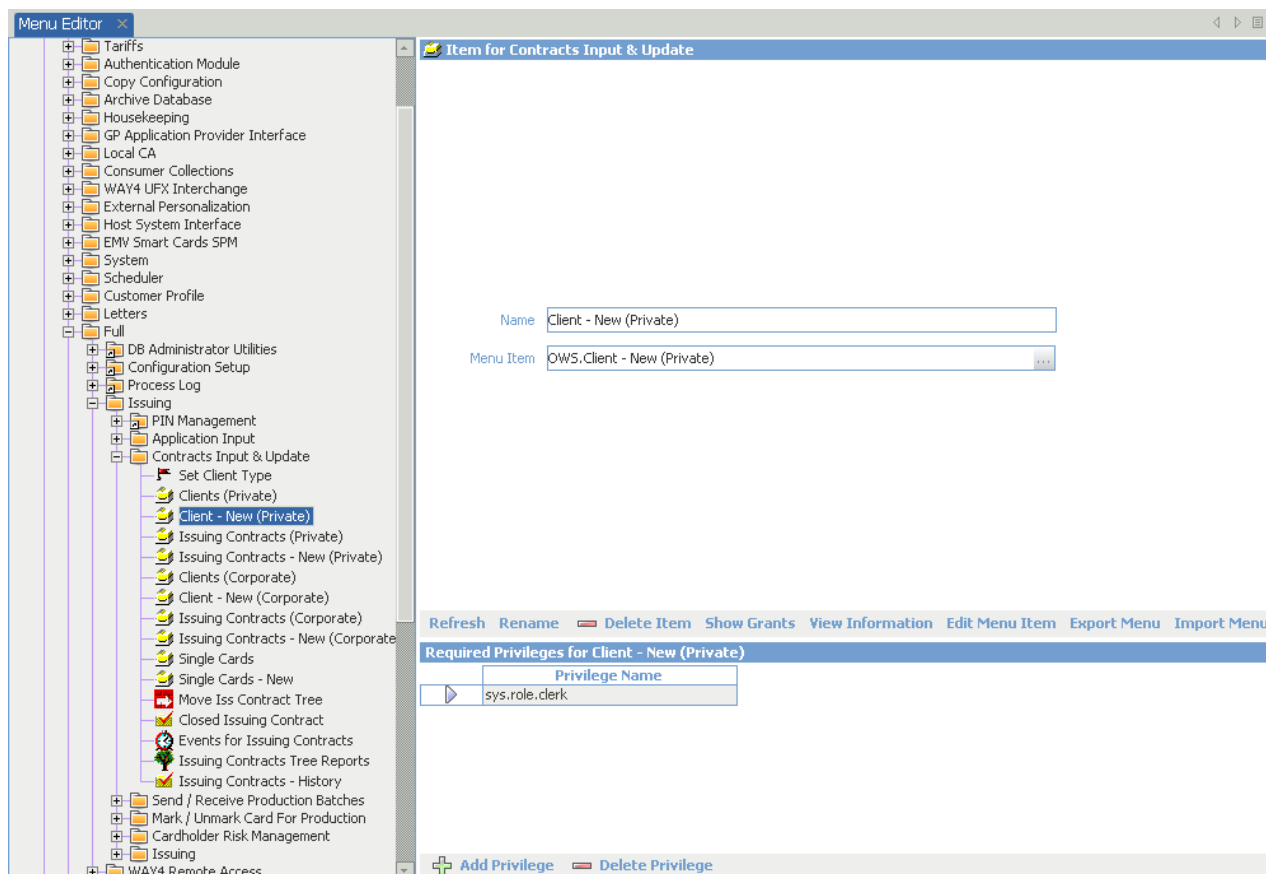 Menu Editor
Tariffs
Authentication Module
Copy Configuration
Archive Database
Housekeeping
GP Application Provider Interface
Local CA
Consumer Collections
WAY4 UFX Interchange
External Personalization
Host System Interface
EMV Smart Cards SPM
System
Scheduler
Customer Profile
Letters
Full
DB Administrator Utilities
Configuration Setup
Process Log
Issuing
PIN Management
Application Input
Contracts Input & Update
Set Client Type
Clients (Private)
Client - New (Private)
Issuing Contracts (Private)
Issuing Contracts - New (Private)
Clients (Corporate)
Client - New (Corporate)
Issuing Contracts (Corporate)
Issuing Contracts - New (Corporate
Single Cards
Single Cards - New
Move Iss Contract Tree
Closed Issuing Contract
Events for Issuing Contracts
Issuing Contracts Tree Reports
Issuing Contracts - History
Send / Receive Production Batches
Mark / Unmark Card For Production
Cardholder Risk Management
Issuing
WAY4 Remote Access
Item for Contracts Input & Update
Name Client - New (Private)
Menu Item OWS.Client - New (Private) ...
Refresh Rename Delete Item Show Grants View Information Edit Menu Item Export Menu Import Menu
Required Privileges for Client - New (Private)
Privilege Name
sys.role.clerk
Add Privilege Delete Privilege